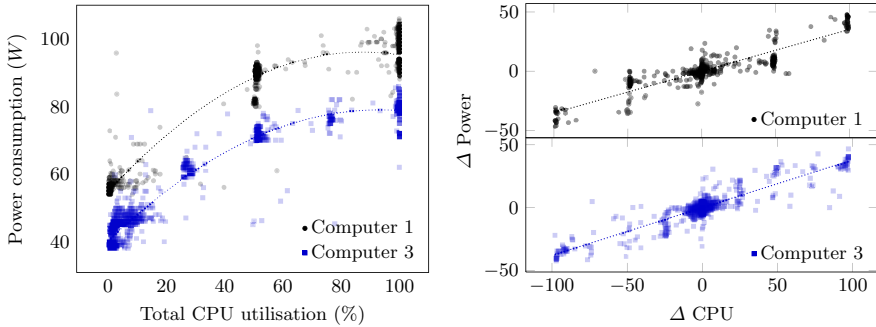 100
80
60
40
0
20
40
60
80
100
Power consumption (W)
Total CPU utilisation (%)
Computer 1
Computer 3
50
0
−50
Computer 1
50
0
−50
Computer 3
−100
−50
0
50
100
Δ Power
Δ CPU